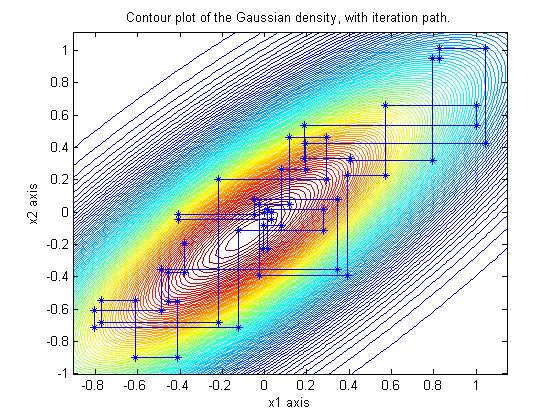 Contour plot of the Gaussian density, with iteration path.
1
0.8
0.6
0.4
0.2
0
-0.2
-0.4
-0.6
-0.8
-1
x2 axis
-0.8 -0.6 -0.4 -0.2 0 0.2 0.4 0.6 0.8 1
x1 axis